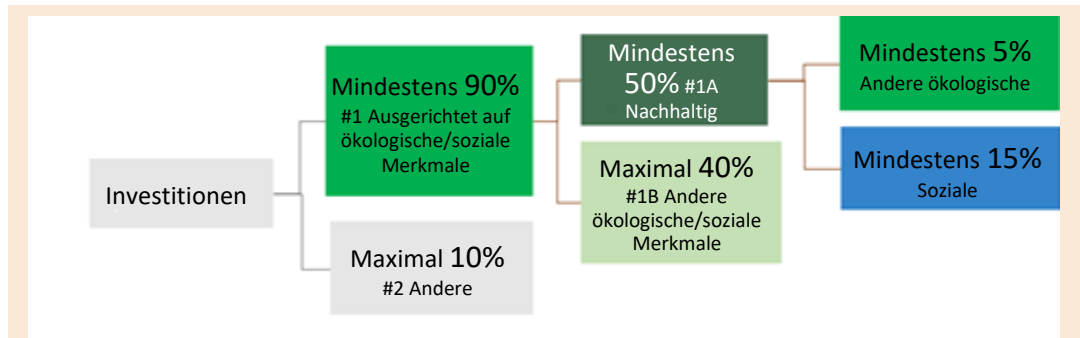 Investitionen
Mindestens 90%
#1 Ausgerichtet auf
ökologische/soziale
Merkmale
Maximal 10%
#2 Andere
Mindestens
50% #1A
Nachhaltig
Maximal 40%
#1B Andere
ökologische/soziale
Merkmale
Mindestens 5%
Andere ökologische
Mindestens 15%
Soziale